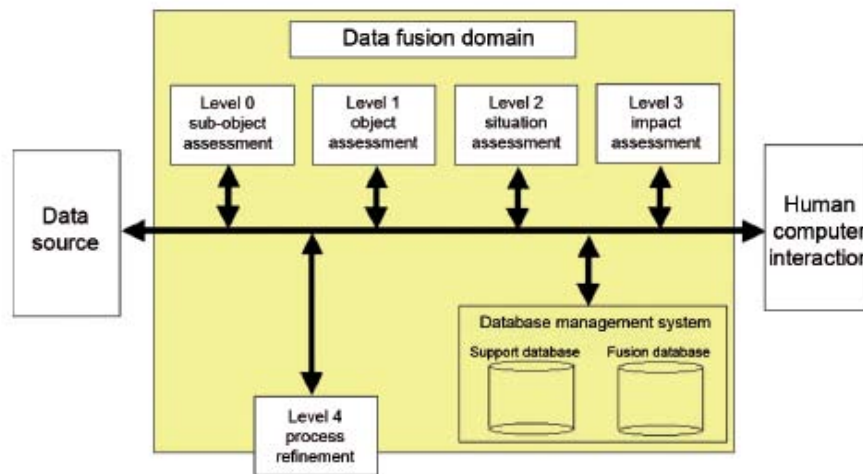 Data fusion domain
Level 0
sub-object
assessment
Level 1
object
assessment
Level 2
situation
assessment
Level 3
impact
assessment
Data
source
Human
computer
interaction
Database management system
Support database
Fusion database
Level 4
process
refinement